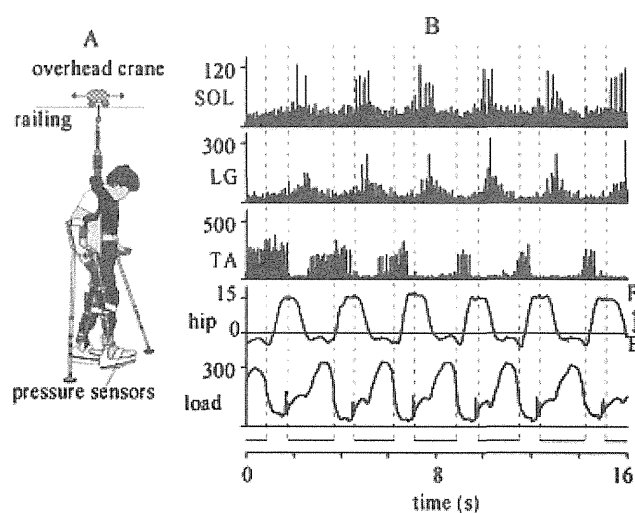 A
overhead crane
railing
pressure sensors
B
120
SOL
300
LG
500
TA
15
hip
0
F
E
300
load
0 8 16
time (s)